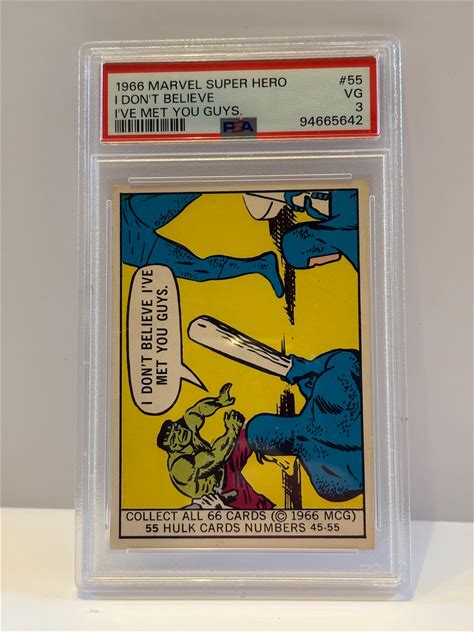 1966 MARVEL SUPER HERO #55
I DON'T BELIEVE VG
I'VE MET YOU GUYS. 3
PSA 94665642
I DON'T BELIEVE I'VE
MET YOU GUYS.
COLLECT ALL 66 CARDS (© 1966 MCG)
55 HULK CARDS NUMBERS 45-55